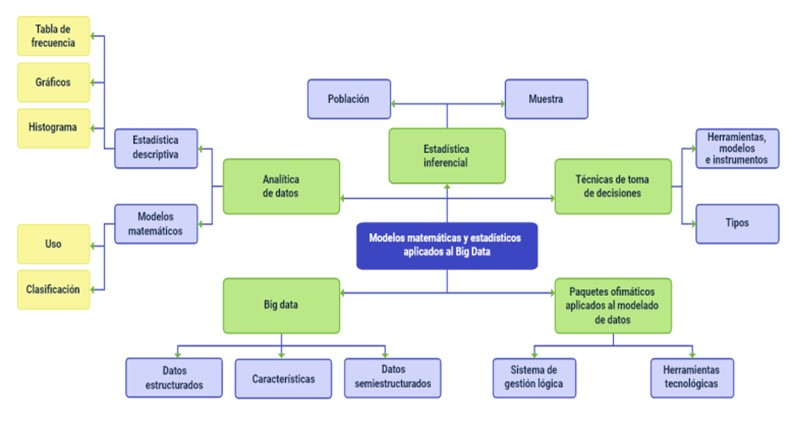 Tabla de
frecuencia
Gráficos
Histograma
Población
Muestra
Estadística
descriptiva
Estadística
inferencial
Herramientas,
modelos
e instrumentos
Analítica
de datos
Técnicas de toma
de decisiones
Modelos
matemáticos
Tipos
Uso
Clasificación
Modelos matemáticas y estadísticos
aplicados al Big Data
Big data
Paquetes ofimáticos
aplicados al modelado
de datos
Datos
estructurados
Características
Datos
semiestructurados
Sistema de
gestión lógica
Herramientas
tecnológicas